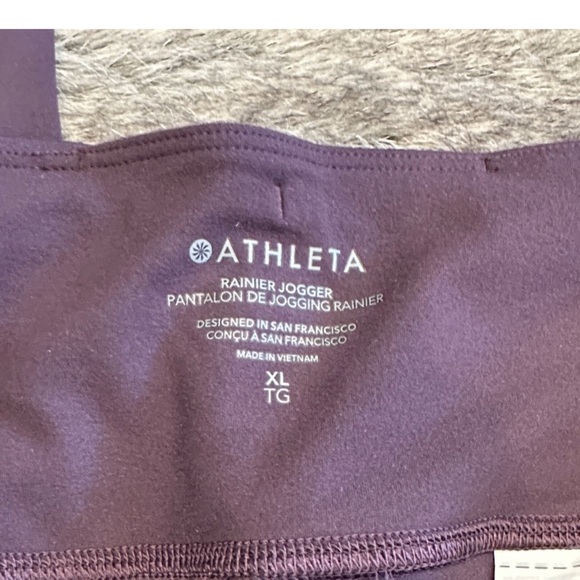 ATHLETA
RAINIER JOGGER
PANTALON DE JOGGING RAINIER
DESIGNED IN SAN FRANCISCO
CONÇU À SAN FRANCISCO
MADE IN VIETNAM
XL
TG